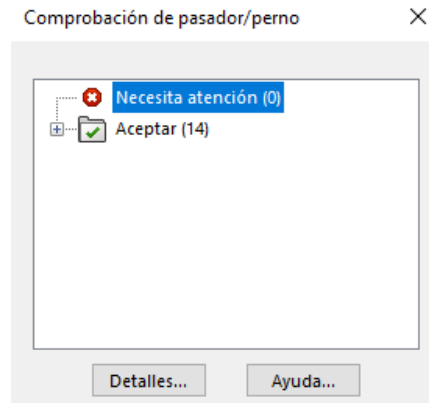 Comprobación de pasador/perno
Necesita atención (0)
Aceptar (14)
Detalles...
Ayuda...